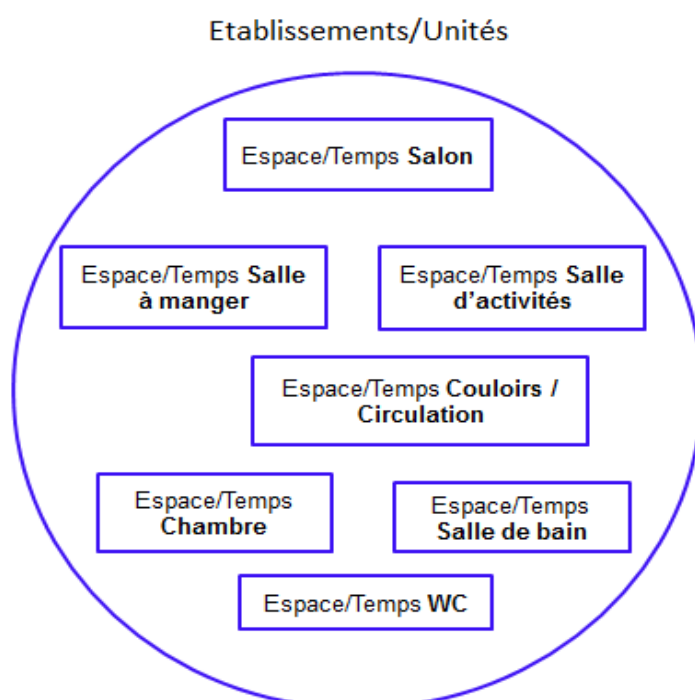 Etablissements/Unités
Espace/Temps Salon
Espace/Temps Salle
à manger
Espace/Temps Salle
d’activités
Espace/Temps Couloirs /
Circulation
Espace/Temps
Chambre
Espace/Temps
Salle de bain
Espace/Temps WC